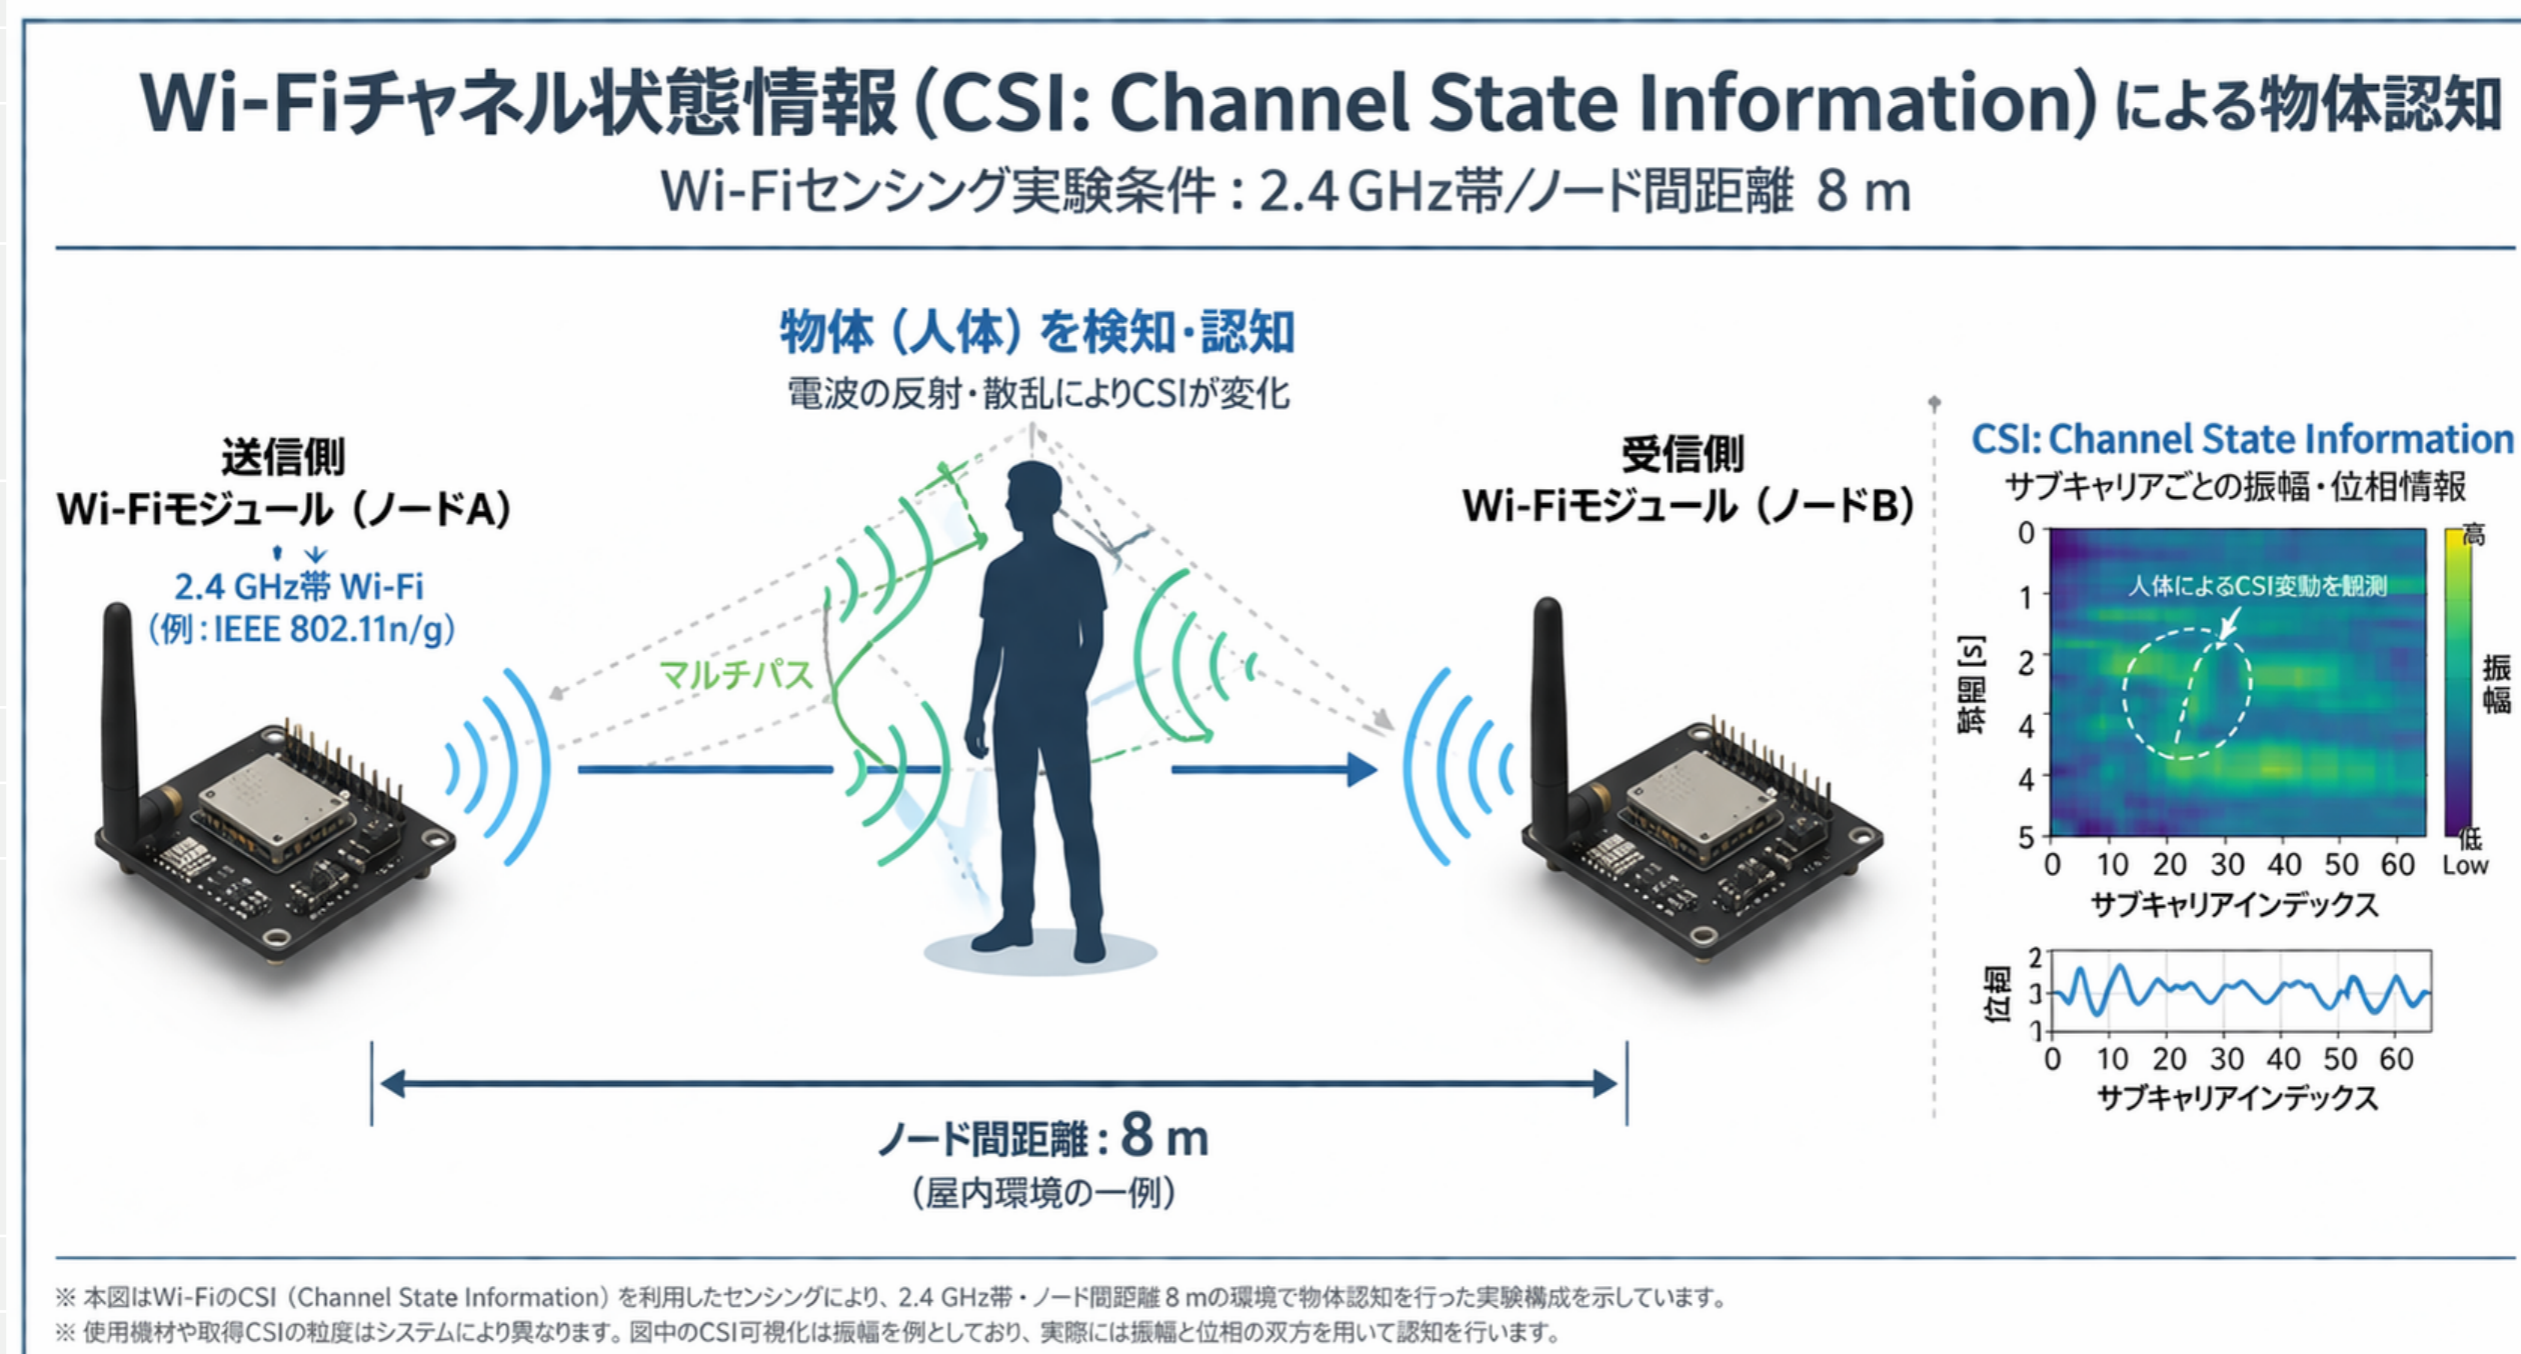 Wi-Fiチャネル状態情報（CSI: Channel State Information）による物体認知
Wi-Fiセンシング実験条件：2.4 GHz帯/ノード間距離 8 m
物体（人体）を検知・認知
電波の反射・散乱によりCSIが変化
送信側
Wi-Fiモジュール（ノードA）
2.4 GHz帯 Wi-Fi
（例：IEEE 802.11n/g）
マルチパス
受信側
Wi-Fiモジュール（ノードB）
ノード間距離：8 m
（屋内環境の一例）
CSI: Channel State Information
サブキャリアごとの振幅・位相情報
人体によるCSI変動を観測
0
1
2
4
4
5
[s]
0 10 20 30 40 50 60
サブキャリアインデックス
高
振幅
低
Low
2
1
0 10 20 30 40 50 60
サブキャリアインデックス
※ 本図はWi-FiのCSI（Channel State Information）を利用したセンシングにより、2.4 GHz帯・ノード間距離 8 mの環境で物体認知を行った実験構成を示しています。
※ 使用機材や取得CSIの粒度はシステムにより異なります。図中のCSI可視化は振幅を例としており、実際には振幅と位相の双方を用いて認知を行います。